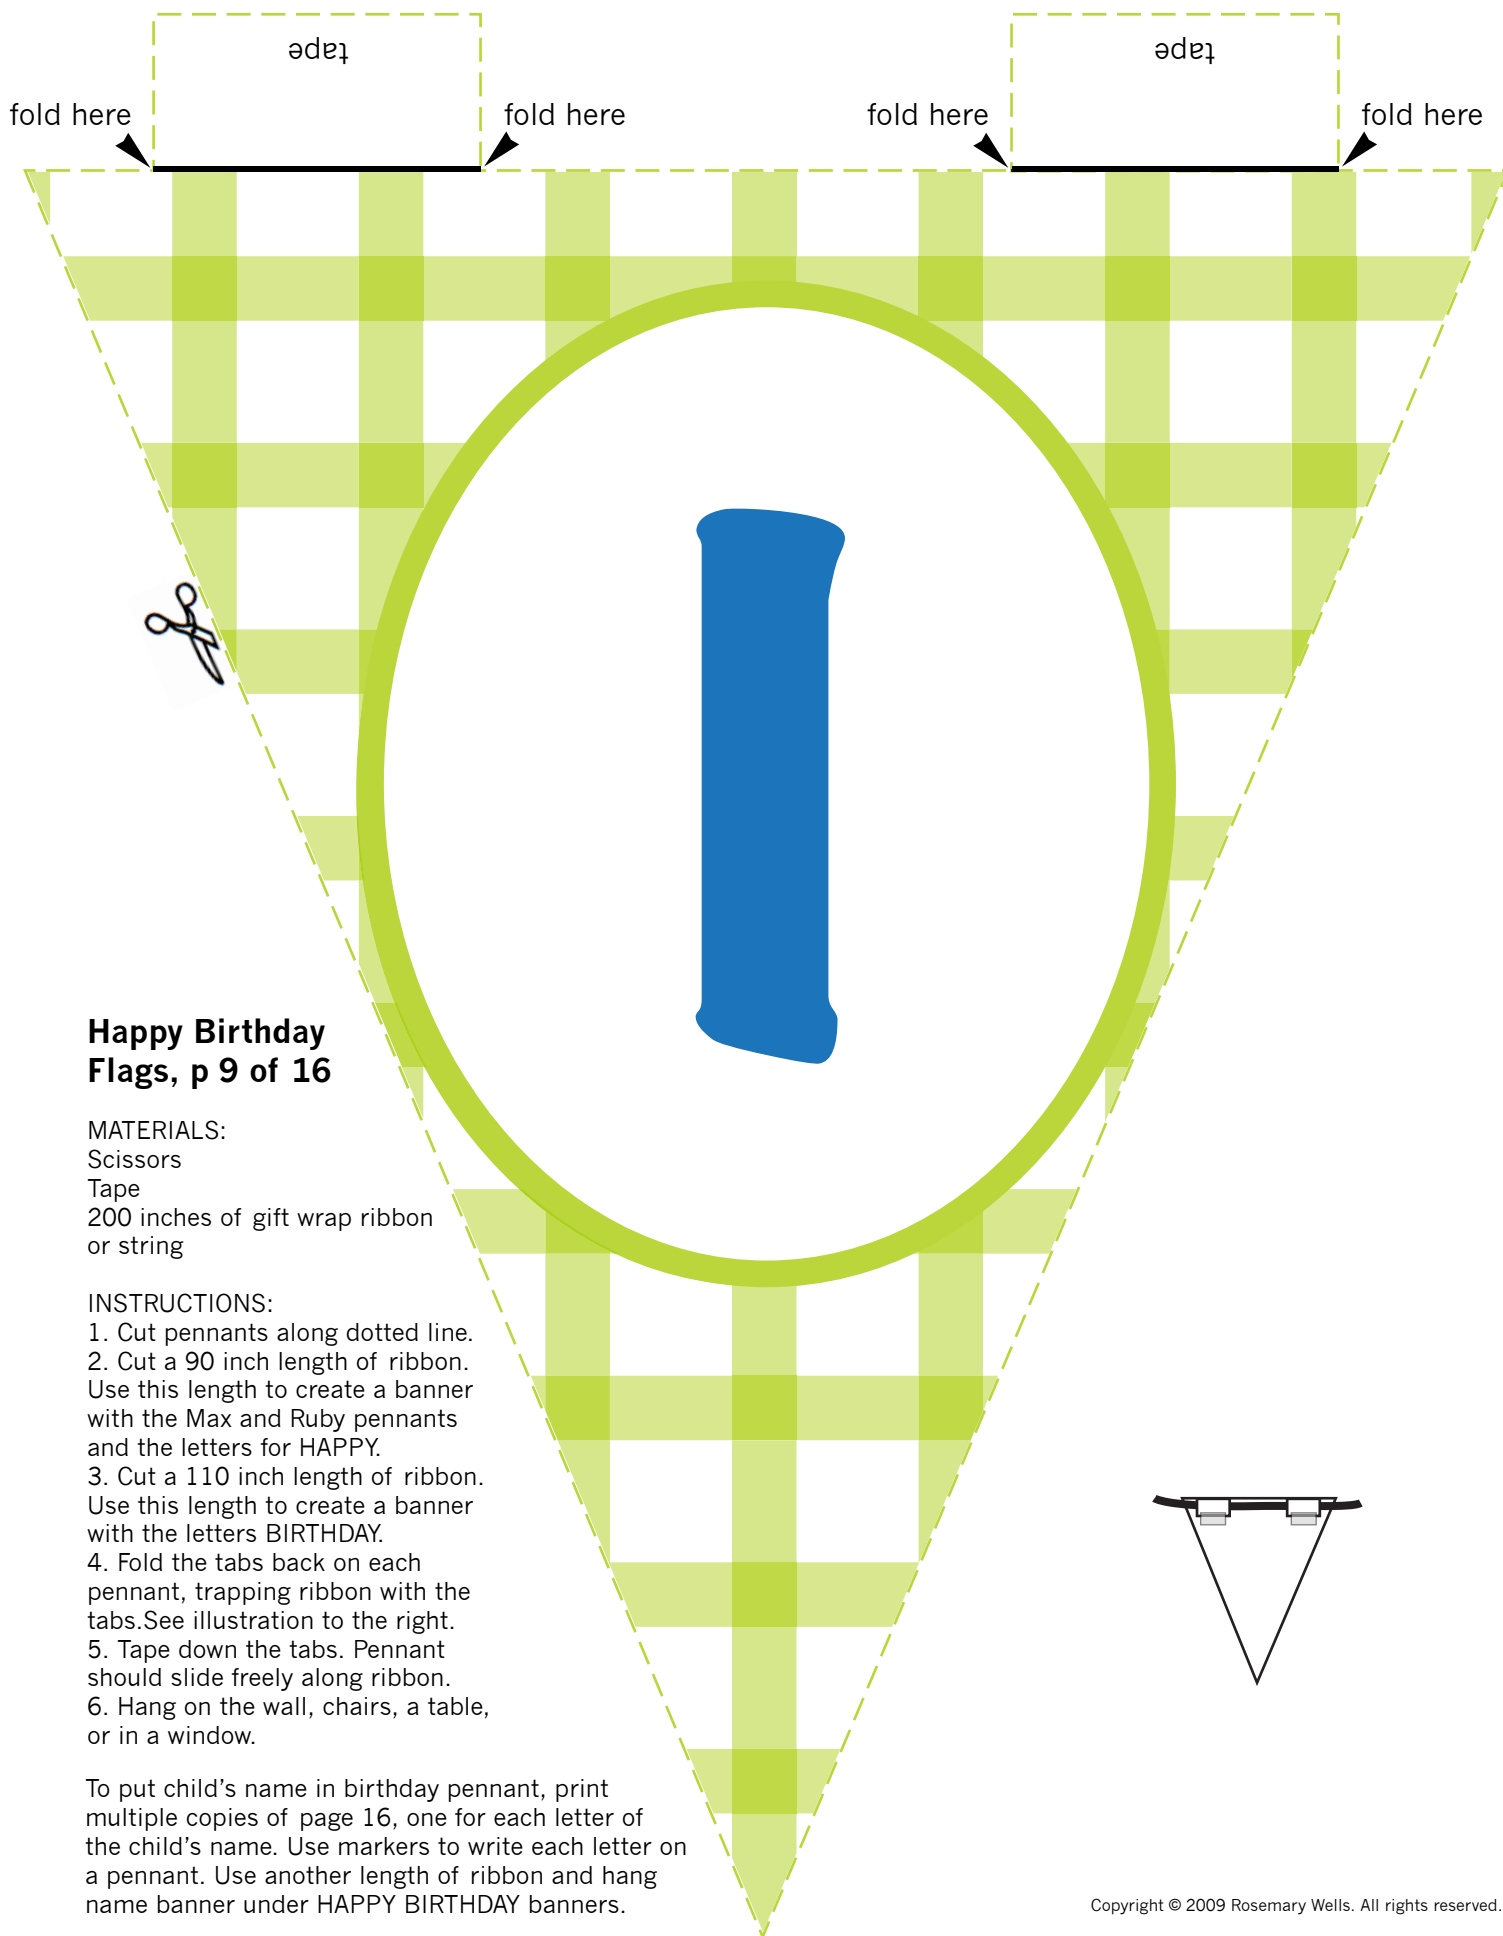 tape
tape
fold here
fold here
fold here
fold here
I
Happy Birthday
Flags, p 9 of 16
MATERIALS:
Scissors
Tape
200 inches of gift wrap ribbon
or string
INSTRUCTIONS:
1. Cut pennants along dotted line.
2. Cut a 90 inch length of ribbon.
Use this length to create a banner
with the Max and Ruby pennants
and the letters for HAPPY.
3. Cut a 110 inch length of ribbon.
Use this length to create a banner
with the letters BIRTHDAY.
4. Fold the tabs back on each
pennant, trapping ribbon with the
tabs.See illustration to the right.
5. Tape down the tabs. Pennant
should slide freely along ribbon.
6. Hang on the wall, chairs, a table,
or in a window.
To put child’s name in birthday pennant, print
multiple copies of page 16, one for each letter of
the child’s name. Use markers to write each letter on
a pennant. Use another length of ribbon and hang
name banner under HAPPY BIRTHDAY banners.
Copyright © 2009 Rosemary Wells. All rights reserved.